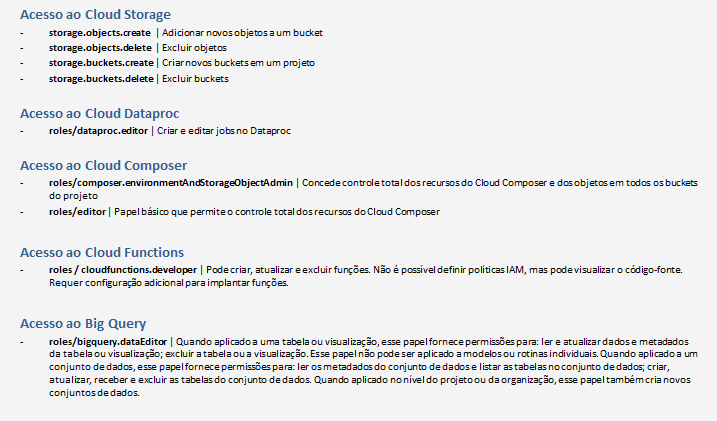 Acesso ao Cloud Storage
- storage.objects.create | Adicionar novos objetos a um bucket
- storage.objects.delete | Excluir objetos
- storage.buckets.create | Criar novos buckets em um projeto
- storage.buckets.delete | Excluir buckets
Acesso ao Cloud Dataproc
- roles/dataproc.editor | Criar e editar jobs no Dataproc
Acesso ao Cloud Composer
- roles/composer.environmentAndStorageObjectAdmin | Concede controle total dos recursos do Cloud Composer e dos objetos em todos os buckets
do projeto
- roles/editor | Papel básico que permite o controle total dos recursos do Cloud Composer
Acesso ao Cloud Functions
- roles / cloudfunctions.developer | Pode criar, atualizar e excluir funções. Não é possível definir políticas IAM, mas pode visualizar o código-fonte.
Requer configuração adicional para implantar funções.
Acesso ao Big Query
- roles/bigquery.dataEditor | Quando aplicado a uma tabela ou visualização, esse papel fornece permissões para: ler e atualizar dados e metadados
da tabela ou visualização; excluir a tabela ou a visualização. Esse papel não pode ser aplicado a modelos ou rotinas individuais. Quando aplicado a um
conjunto de dados, esse papel fornece permissões para: ler os metadados do conjunto de dados e listar as tabelas no conjunto de dados; criar,
atualizar, receber e excluir as tabelas do conjunto de dados. Quando aplicado no nível do projeto ou da organização, esse papel também cria novos
conjuntos de dados.